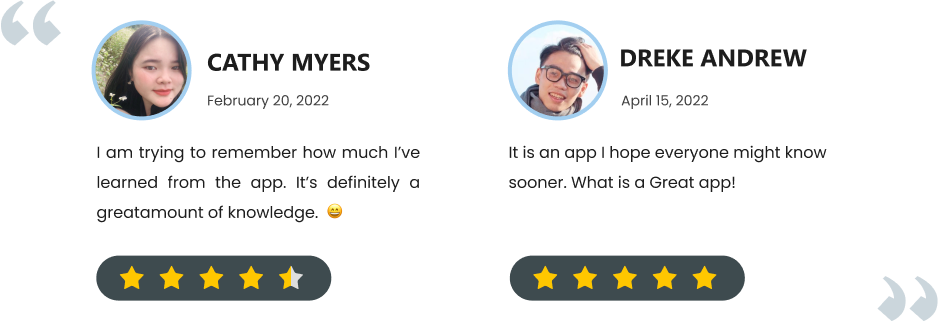 CATHY MYERS
February 20, 2022
I am trying to remember how much I’ve
learned from the app. It’s definitely a
greatamount of knowledge. 😄
DREKE ANDREW
April 15, 2022
It is an app I hope everyone might know
sooner. What is a Great app!